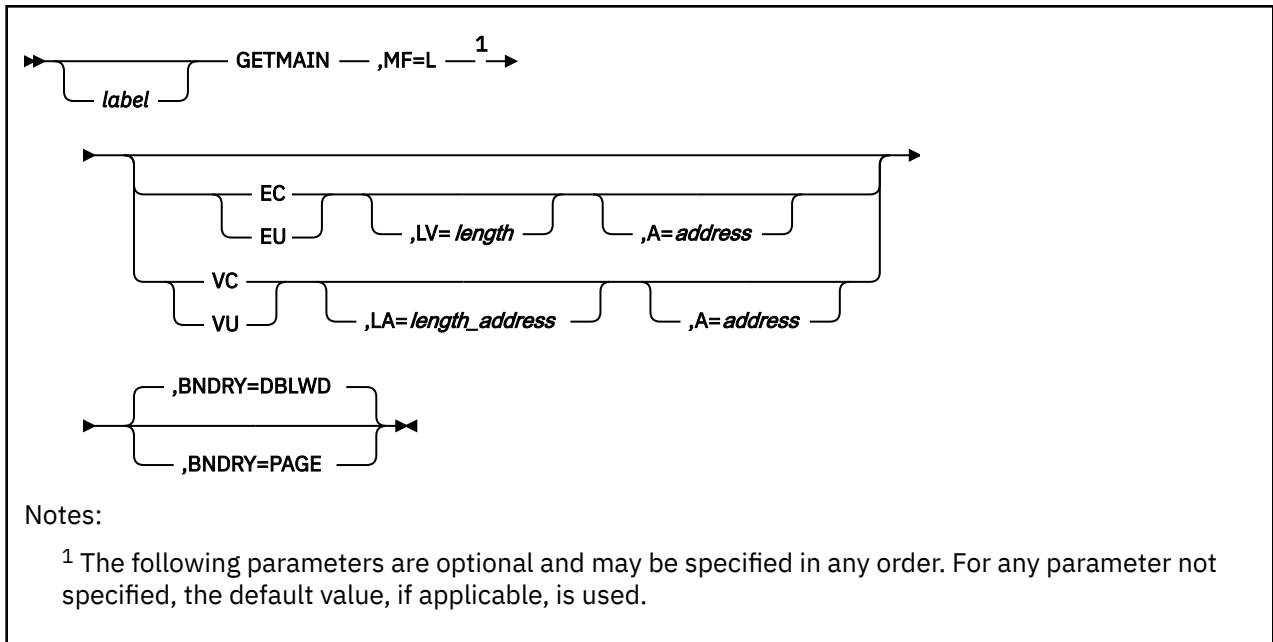 GETMAIN ,MF=L 1
label
EC
EU ,LV= length ,A= address
VC
VU ,LA= length_address ,A= address
,BNDRY=DBLWD
,BNDRY=PAGE
Notes:
1 The following parameters are optional and may be specified in any order. For any parameter not
specified, the default value, if applicable, is used.